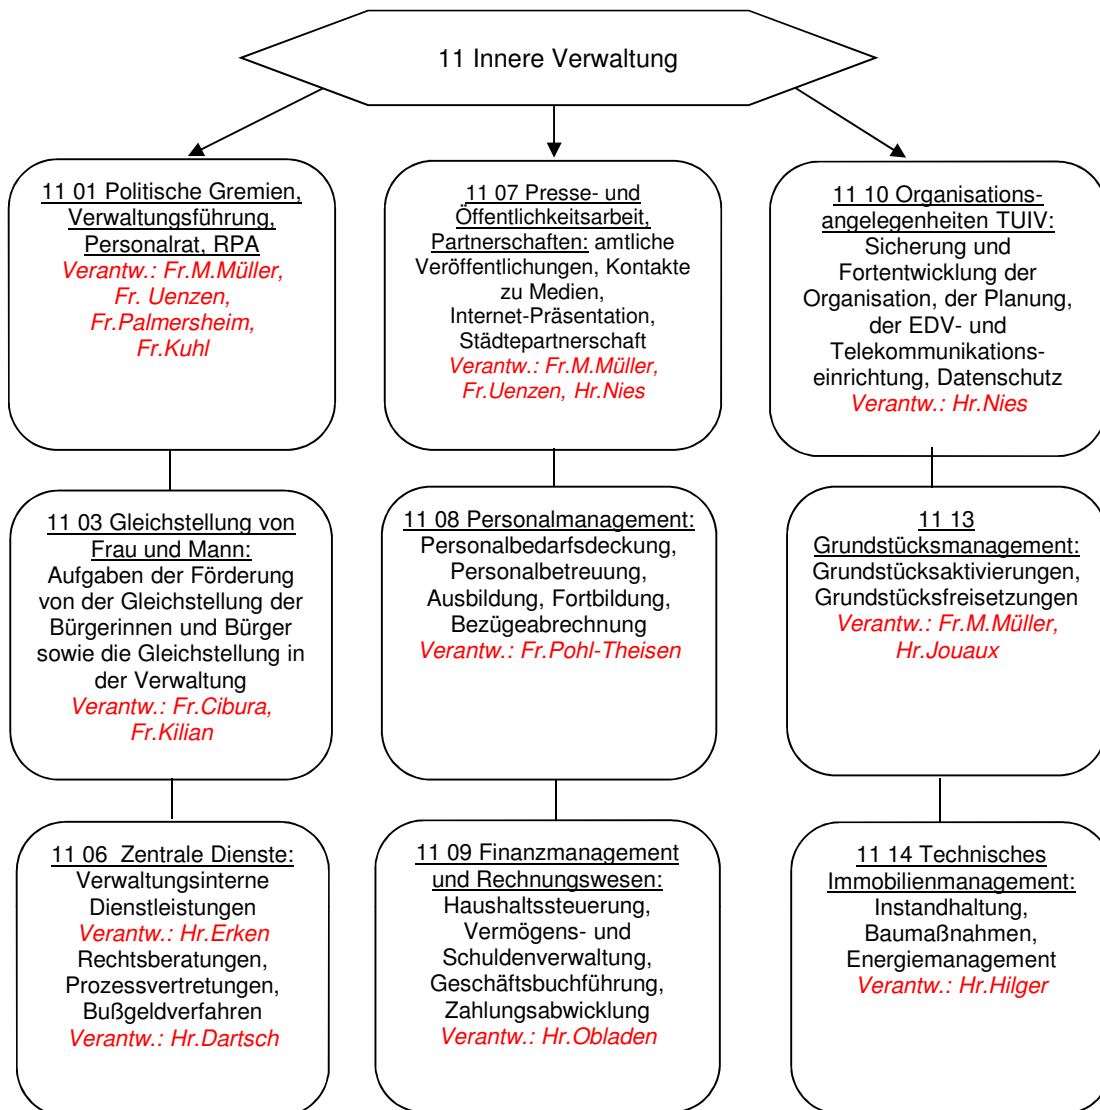 11 Innere Verwaltung
11 01 Politische Gremien,
Verwaltungsführung,
Personalrat, RPA
Verantw.: Fr.M.Müller,
Fr. Uenzen,
Fr.Palmersheim,
Fr.Kuhl
11 07 Presse- und
Öffentlichkeitsarbeit,
Partnerschaften: amtliche
Veröffentlichungen, Kontakte
zu Medien,
Internet-Präsentation,
Städtepartnerschaft
Verantw.: Fr.M.Müller,
Fr.Uenzen, Hr.Nies
11 10 Organisations-
angelegenheiten TUIV:
Sicherung und
Fortentwicklung der
Organisation, der Planung,
der EDV- und
Telekommunikations-
einrichtung, Datenschutz
Verantw.: Hr.Nies
11 03 Gleichstellung von
Frau und Mann:
Aufgaben der Förderung
von der Gleichstellung der
Bürgerinnen und Bürger
sowie die Gleichstellung in
der Verwaltung
Verantw.: Fr.Cibura,
Fr.Kilian
11 08 Personalmanagement:
Personalbedarfsdeckung,
Personalbetreuung,
Ausbildung, Fortbildung,
Bezügeabrechnung
Verantw.: Fr.Pohl-Theisen
11 13
Grundstücksmanagement:
Grundstücksaktivierungen,
Grundstücksfreisetzungen
Verantw.: Fr.M.Müller,
Hr.Jouaux
11 06 Zentrale Dienste:
Verwaltungsinterne
Dienstleistungen
Verantw.: Hr.Erken
Rechtsberatungen,
Prozessvertretungen,
Bußgeldverfahren
Verantw.: Hr.Dartsch
11 09 Finanzmanagement
und Rechnungswesen:
Haushaltssteuerung,
Vermögens- und
Schuldenverwaltung,
Geschäftsbuchführung,
Zahlungsabwicklung
Verantw.: Hr.Obladen
11 14 Technisches
Immobilienmanagement:
Instandhaltung,
Baumaßnahmen,
Energiemanagement
Verantw.: Hr.Hilger